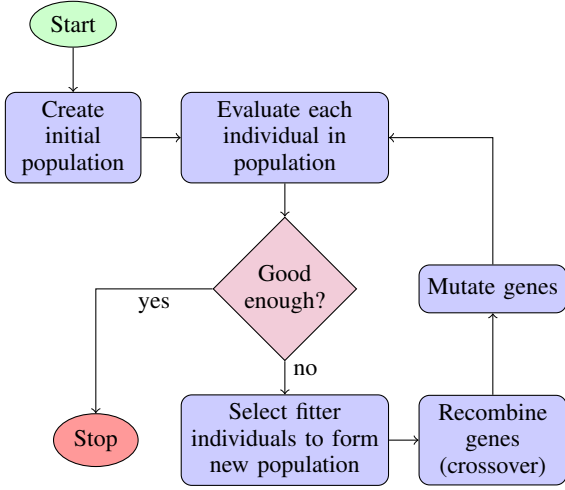 Start
Create
initial
population
Evaluate each
individual in
population
Good
enough?
yes
no
Mutate genes
Stop
Select fitter
individuals to form
new population
Recombine
genes
(crossover)